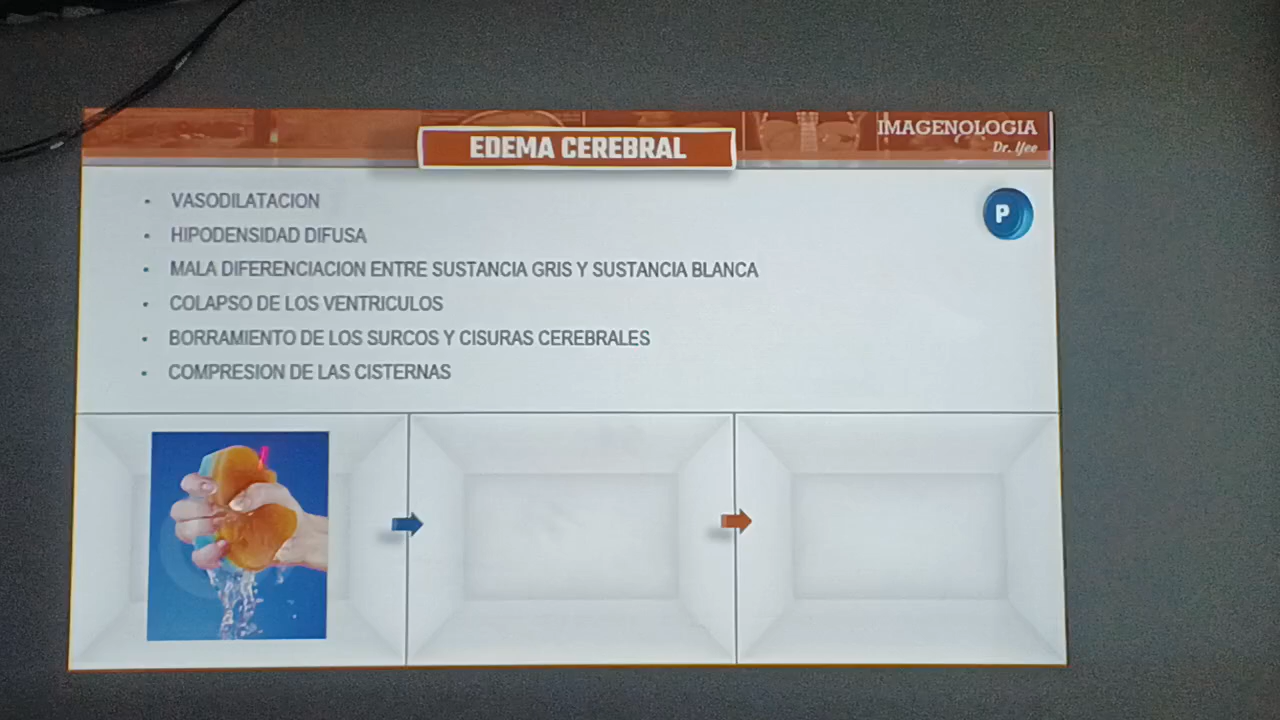 IMAGENOLOGIA
Dr. Yee
EDEMA CEREBRAL
P
• VASODILATACION
• HIPODENSIDAD DIFUSA
• MALA DIFERENCIACION ENTRE SUSTANCIA GRIS Y SUSTANCIA BLANCA
• COLAPSO DE LOS VENTRICULOS
• BORRAMIENTO DE LOS SURCOS Y CISURAS CEREBRALES
• COMPRESION DE LAS CISTERNAS